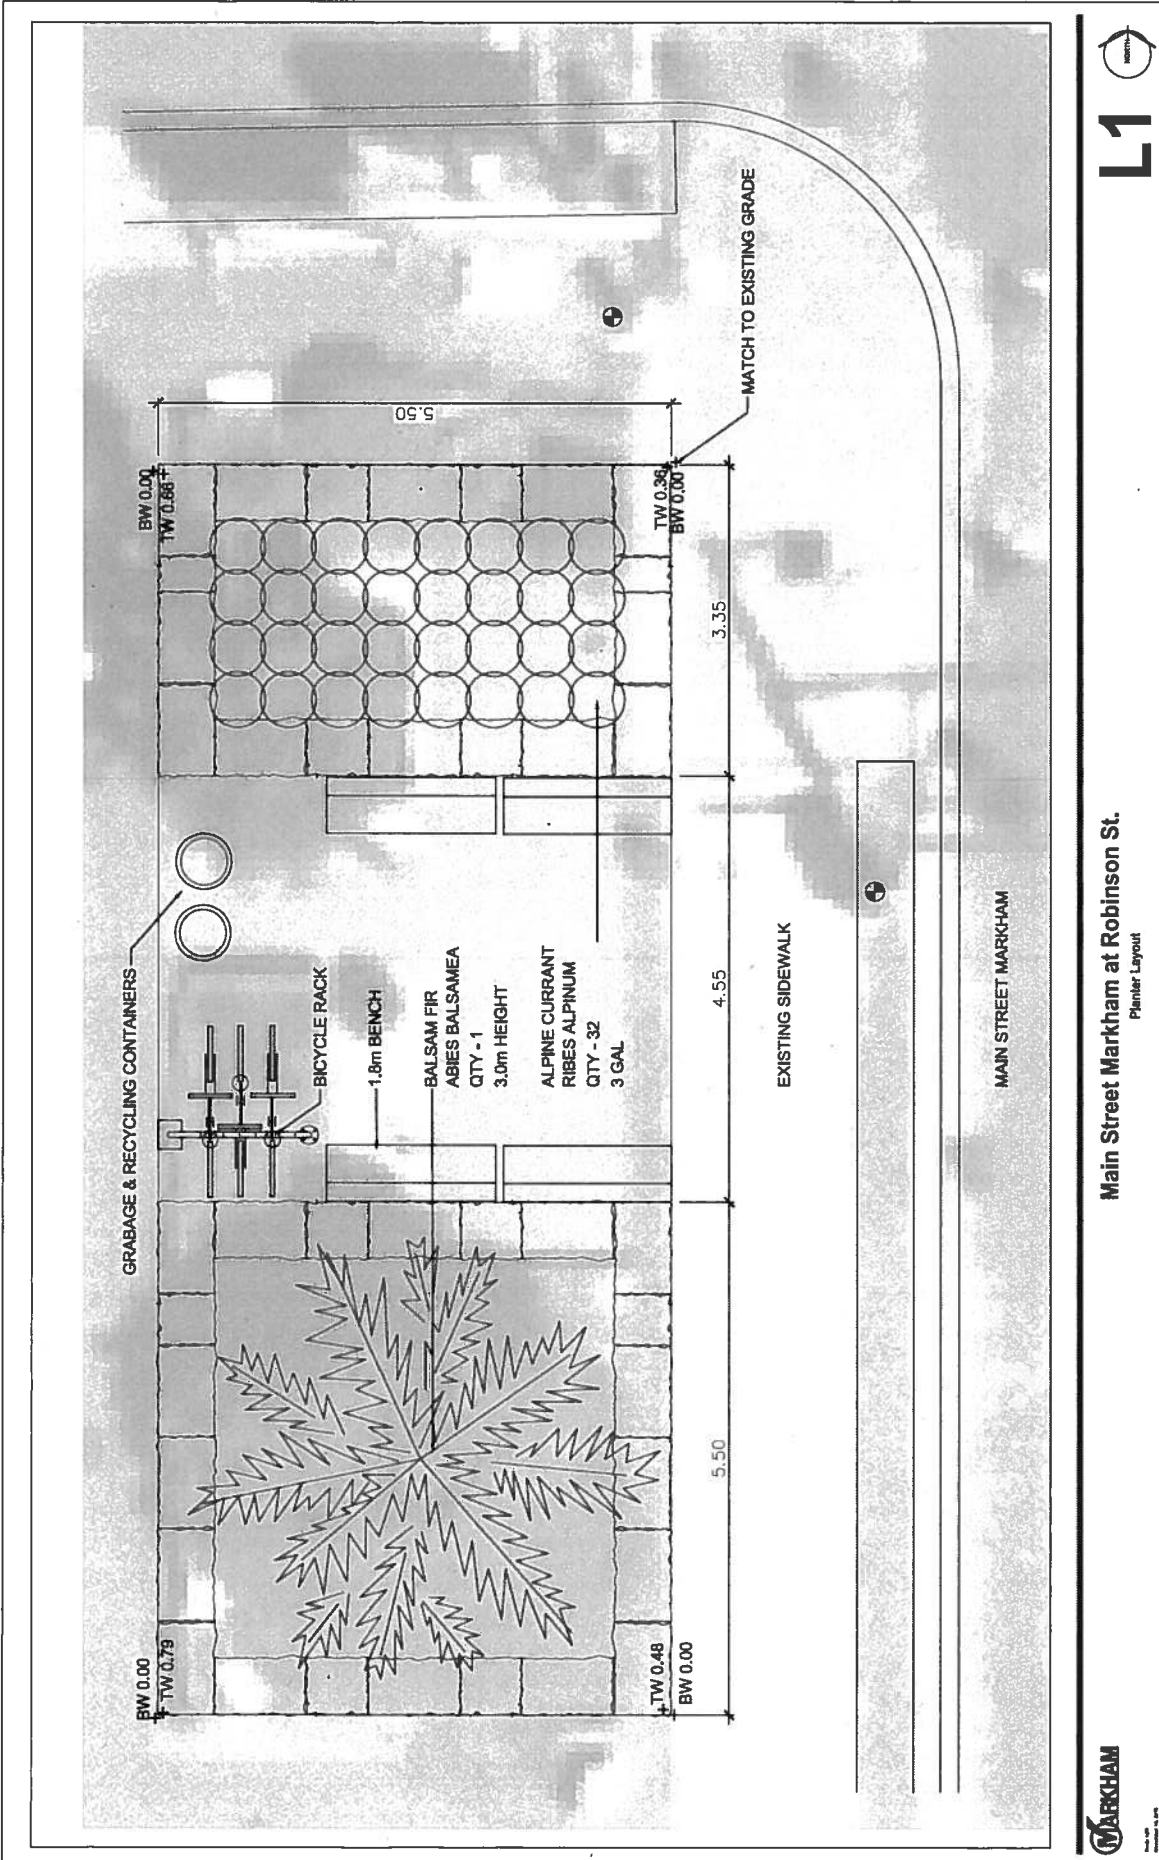 GRABAGE & RECYCLING CONTAINERS
BICYCLE RACK
1.8m BENCH
BALSAM FIR
ABIES BALSAMEA
QTY - 1
3.0m HEIGHT
ALPINE CURRANT
RIBES ALPINUM
QTY - 32
3 GAL
BW 0.00
TW 0.79
TW 0.48
BW 0.00
BW 0.00
TW 0.66
TW 0.36
BW 0.00
5.50
MATCH TO EXISTING GRADE
5.50
4.55
3.35
EXISTING SIDEWALK
MAIN STREET MARKHAM
MARKHAM
Main Street Markham at Robinson St.
Planter Layout
L1
NORTH